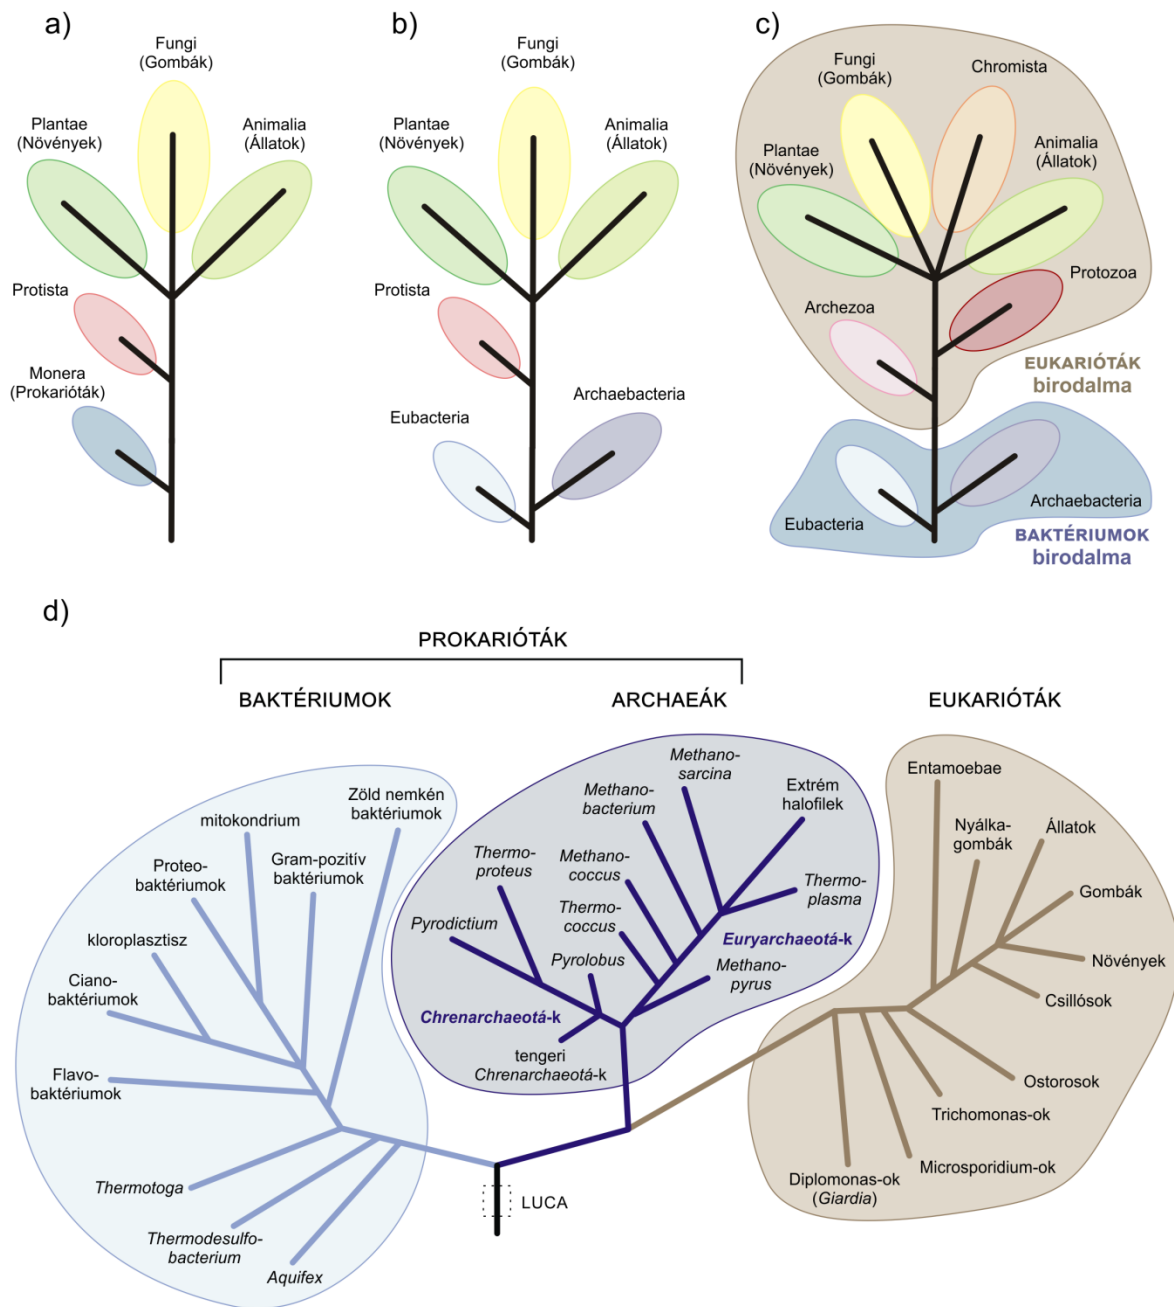 a)
Fungi
(Gombák)
Plantae
(Növények)
Animalia
(Állatok)
Protista
Monera
(Prokarióták)
b)
Fungi
(Gombák)
Plantae
(Növények)
Animalia
(Állatok)
Protista
Eubacteria
Archaebacteria
c)
Fungi
(Gombák)
Chromista
Plantae
(Növények)
Animalia
(Állatok)
Protozoa
Archezoa
EUKARIÓTÁK
birodalma
Eubacteria
Archaebacteria
BAKTÉRIUMOK
birodalma
d)
PROKARIÓTÁK
BAKTÉRIUMOK
ARCHAEÁK
EUKARIÓTÁK
Zöld nemkén
baktériumok
mitokondrium
Gram-pozitív
baktériumok
Proteo-
baktériumok
kloroplasztisz
Ciano-
baktériumok
Flavo-
baktériumok
Thermotoga
Thermodesulfo-
bacterium
Aquifex
Methano-
sarcina
Methano-
bacterium
Extrém
halofilek
Thermo-
proteus
Methano-
coccus
Thermo-
plasma
Thermo-
coccus
Pyrodictium
Euryarchaeotá-k
Pyrolobus
Methano-
pyrus
Chrenarchaeotá-k
tengeri
Chrenarchaeotá-k
LUCA
Entamoebae
Nyálka-
gombák
Állatok
Gombák
Növények
Csillósok
Ostorosok
Trichomonas-ok
Microsporidium-ok
Diplomonas-ok
(Giardia)